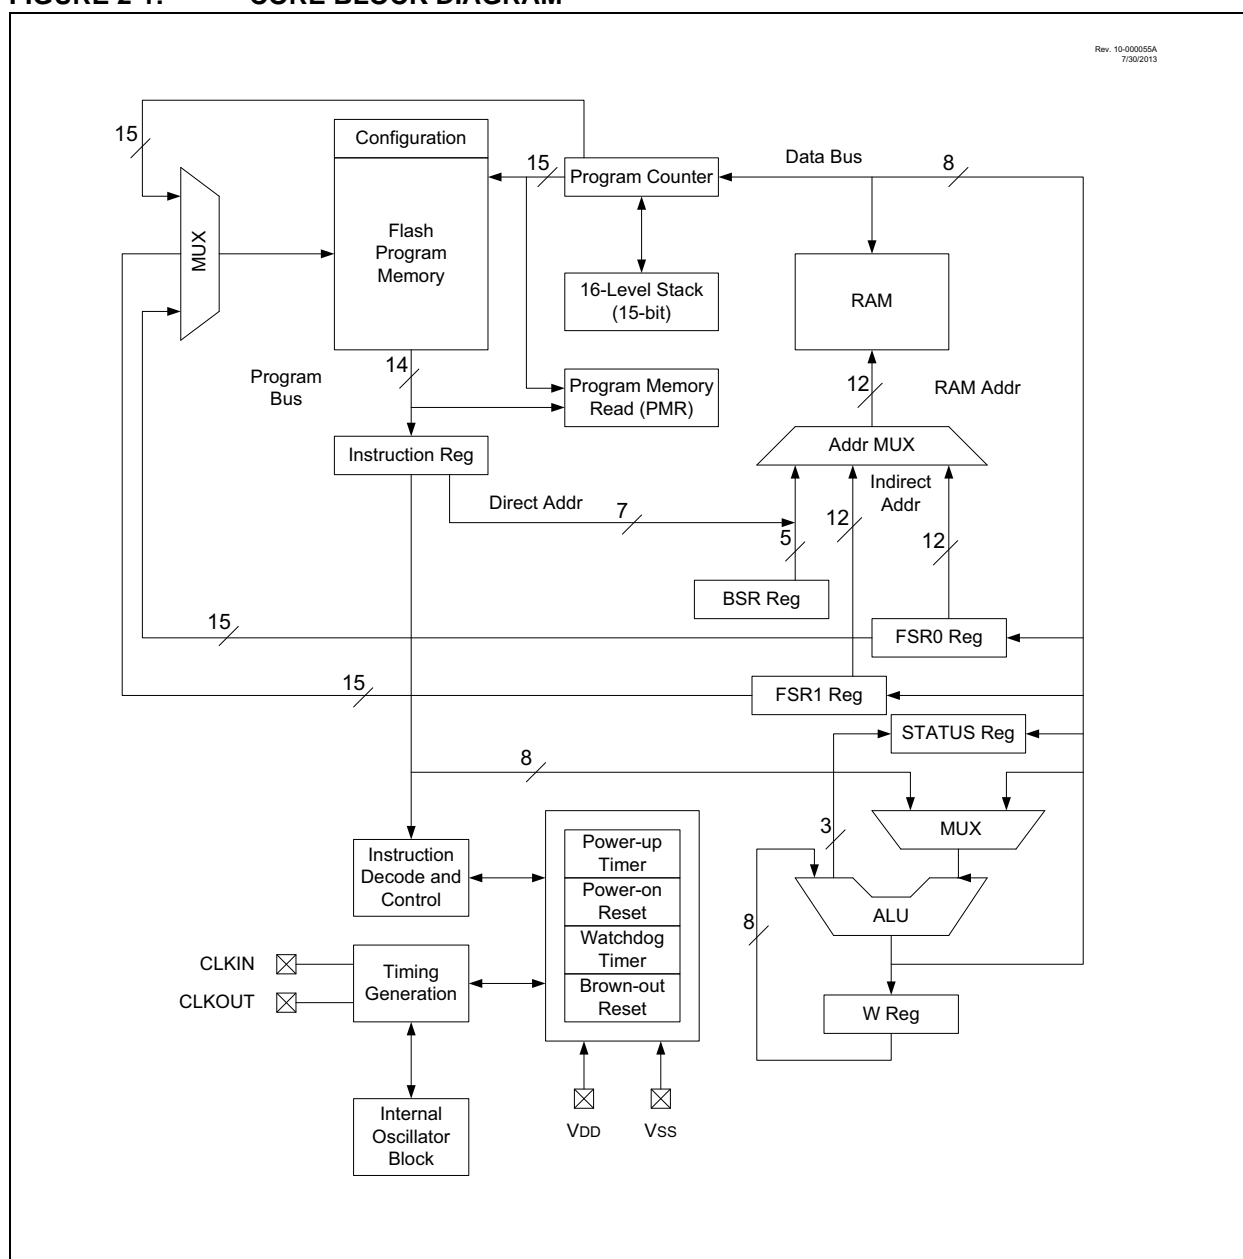 FIGURE 2-1: CORE BLOCK DIAGRAM
Rev. 10-000055A
7/30/2013
15
Configuration
15
Program Counter
Data Bus
8
MUX
Flash
Program
Memory
16-Level Stack
(15-bit)
RAM
Program
Bus
14
Program Memory
Read (PMR)
12
RAM Addr
Instruction Reg
Addr MUX
Direct Addr
7
Indirect
Addr
5
12
12
BSR Reg
15
FSR0 Reg
15
FSR1 Reg
STATUS Reg
8
3
MUX
Instruction
Decode and
Control
Power-up
Timer
Power-on
Reset
Watchdog
Timer
Brown-out
Reset
8
ALU
CLKIN
CLKOUT
Timing
Generation
W Reg
Internal
Oscillator
Block
VDD
VSS